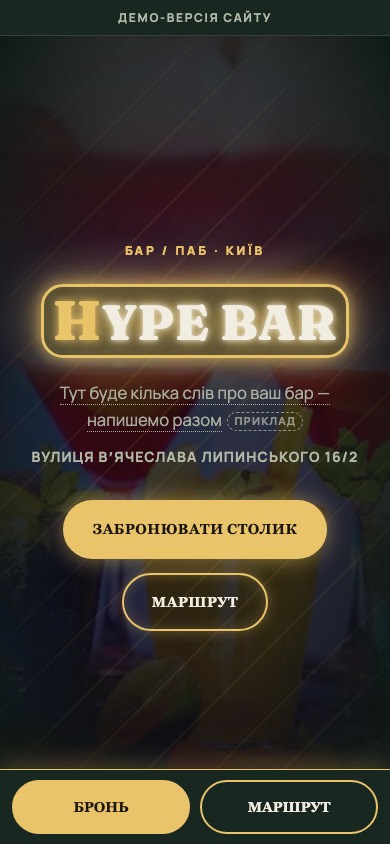 ДЕМО-ВЕРСІЯ САЙТУ
БАР / ПАБ · КИЇВ
HYPE BAR
Тут буде кілька слів про ваш бар —
напишемо разом ПРИКЛАД
ВУЛИЦЯ В’ЯЧЕСЛАВА ЛИПИНСЬКОГО 16/2
ЗАБРОНЮВАТИ СТОЛИК
МАРШРУТ
БРОНЬ МАРШРУТ